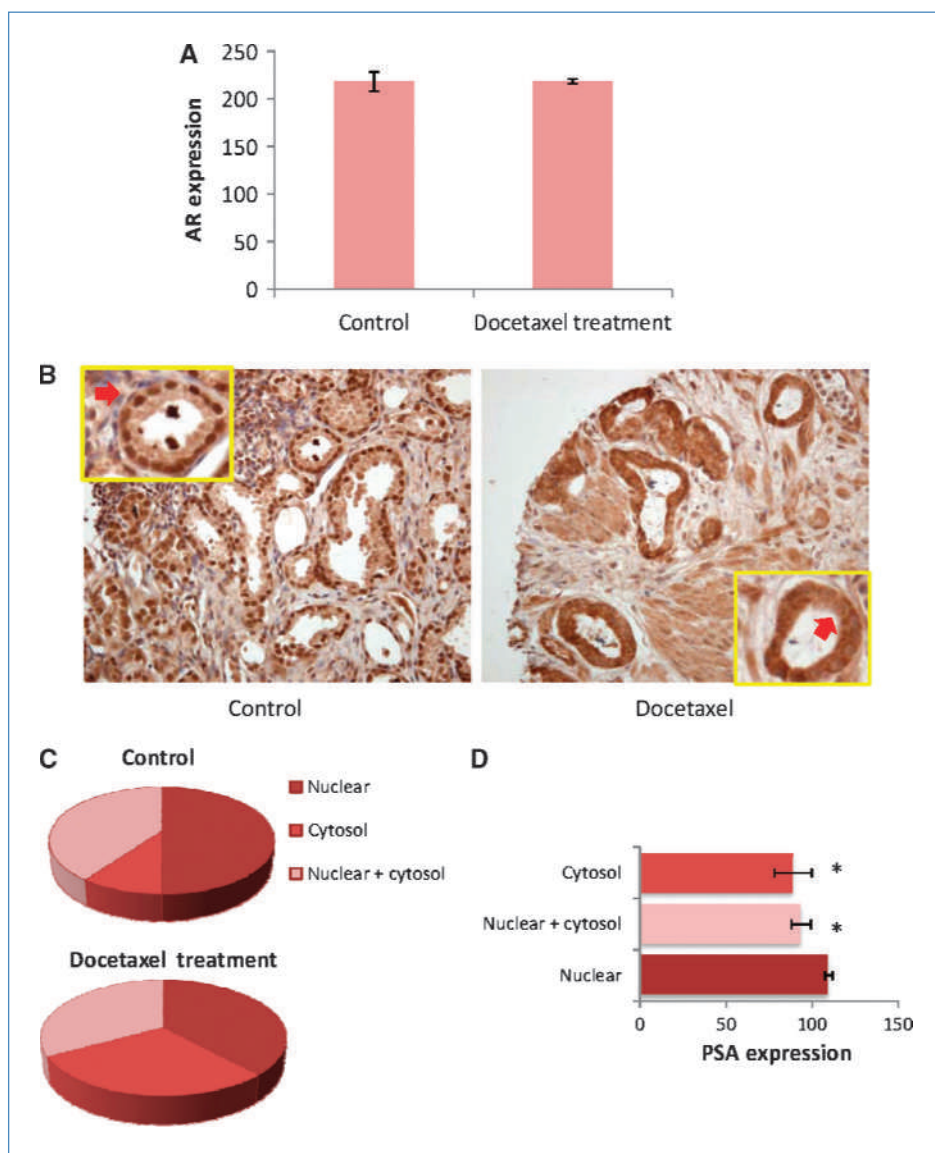 A
250
200
150
100
50
0
AR expression
Control
Docetaxel treatment
B
Control
Docetaxel
C
Control
Nuclear
Cytosol
Nuclear + cytosol
Docetaxel treatment
D
Cytosol
*
Nuclear + cytosol
*
Nuclear
0
50
100
150
PSA expression